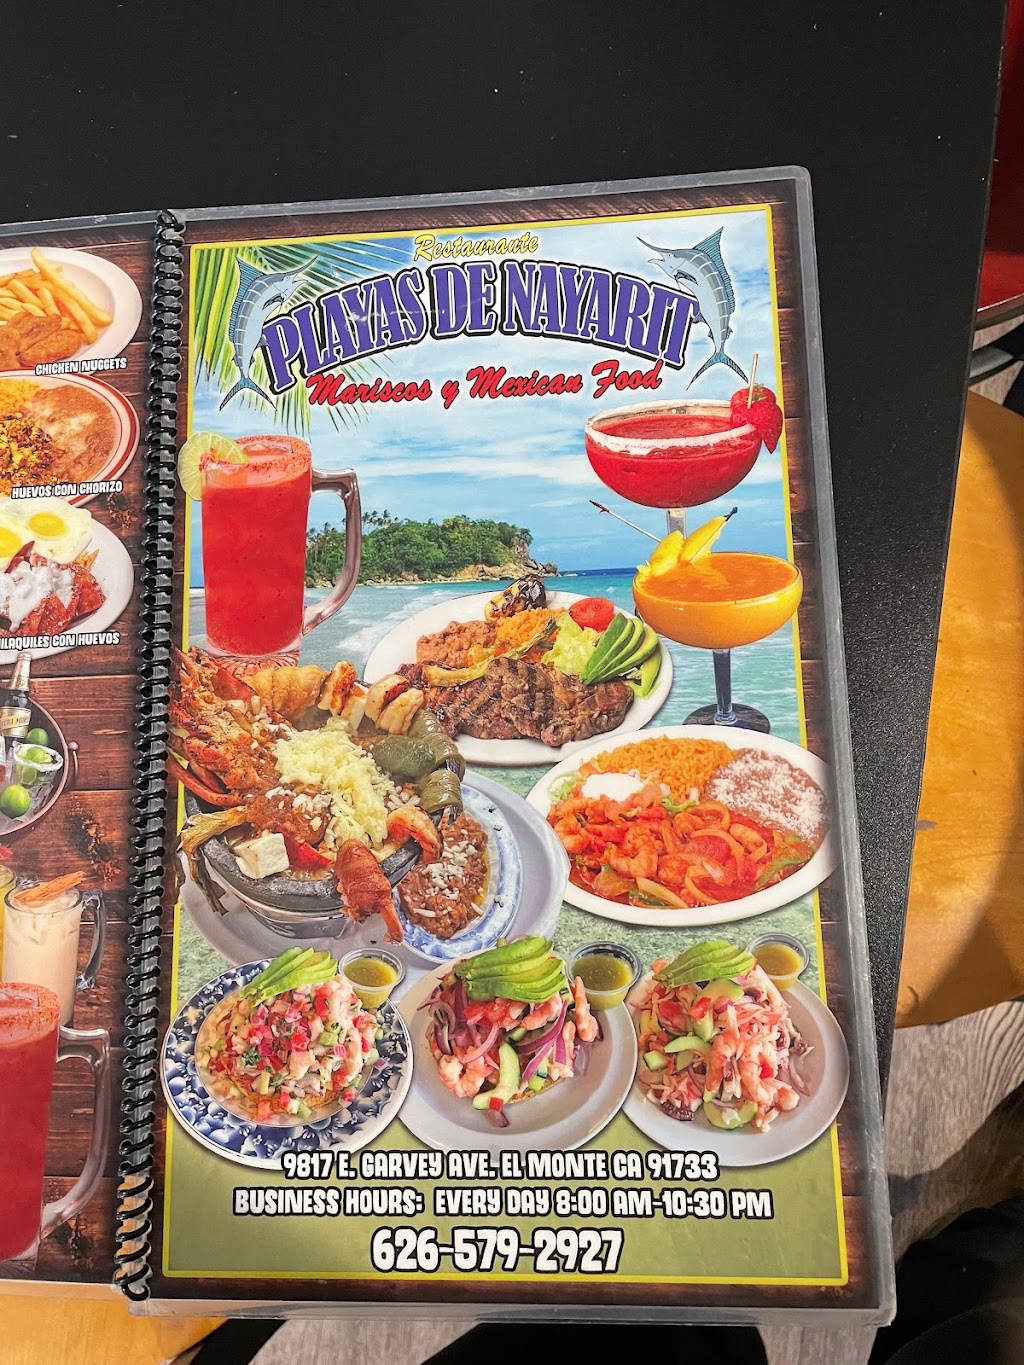 Restaurante
PLAYAS DE NAYARIT
Mariscos y Mexican Food
CHICKEN NUGGETS
HUEVOS CON CHORIZO
ILAQUILES CON HUEVOS
9817 E. GARVEY AVE. EL MONTE CA 91733
BUSINESS HOURS: EVERY DAY 8:00 AM-10:30 PM
626-579-2927